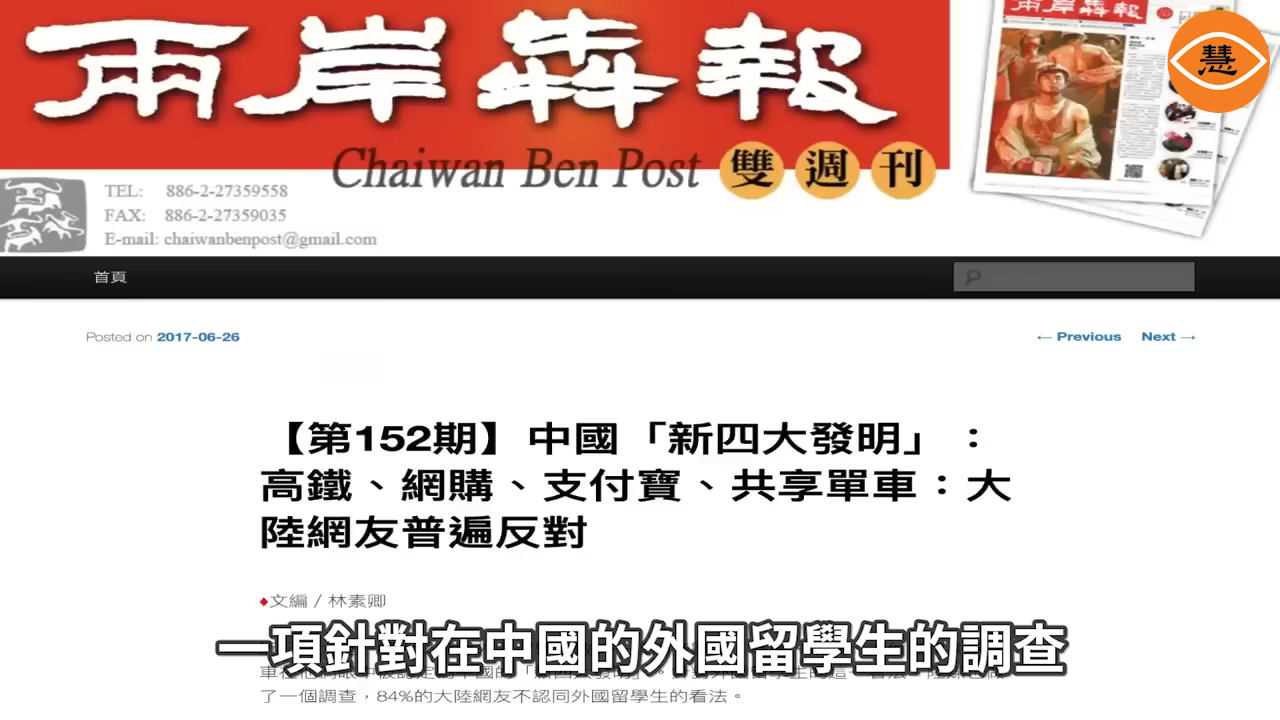 兩岸犇報
兩岸犇報
慧
Chaiwan Ben Post 雙週刊
TEL: 886-2-27359558
FAX: 886-2-27359035
E-mail: chaiwanbenpost@gmail.com
首頁
Posted on 2017-06-26
← Previous Next →
【第152期】中國「新四大發明」：
高鐵、網購、支付寶、共享單車：大
陸網友普遍反對
♦文編 / 林素卿
一項針對在中國的外國留學生的調查
了一個調查，84%的大陸網友不認同外國留學生的看法。